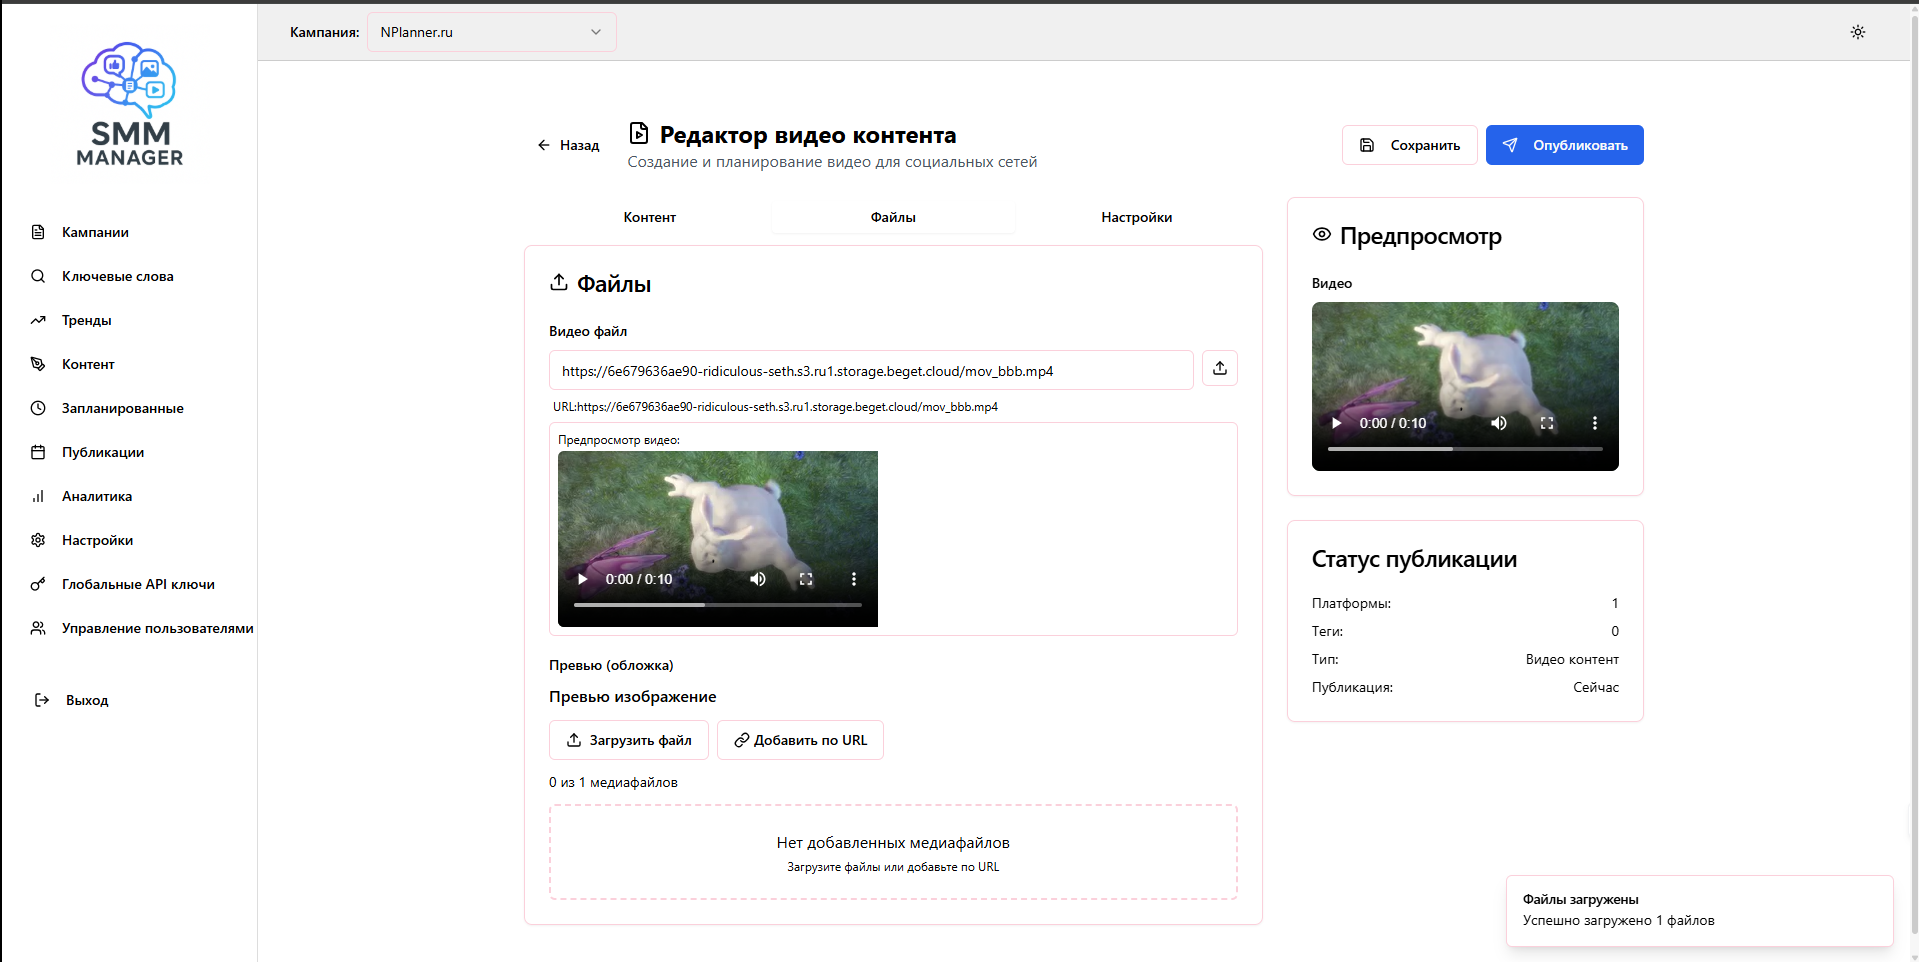 SMM
MANAGER
Кампании
Ключевые слова
Тренды
Контент
Запланированные
Публикации
Аналитика
Настройки
Глобальные API ключи
Управление пользователями
Выход
Кампания:
NPlanner.ru
Назад
Редактор видео контента
Создание и планирование видео для социальных сетей
Сохранить
Опубликовать
Контент
Файлы
Настройки
Файлы
Видео файл
https://6e679636ae90-ridiculous-seth.s3.ru1.storage.beget.cloud/mov_bbb.mp4
URL:https://6e679636ae90-ridiculous-seth.s3.ru1.storage.beget.cloud/mov_bbb.mp4
Предпросмотр видео:
0:00 / 0:10
Превью (обложка)
Превью изображение
Загрузить файл
Добавить по URL
0 из 1 медиафайлов
Нет добавленных медиафайлов
Загрузите файлы или добавьте по URL
Предпросмотр
Видео
0:00 / 0:10
Статус публикации
Платформы: 1
Теги: 0
Тип: Видео контент
Публикация: Сейчас
Файлы загружены
Успешно загружено 1 файлов